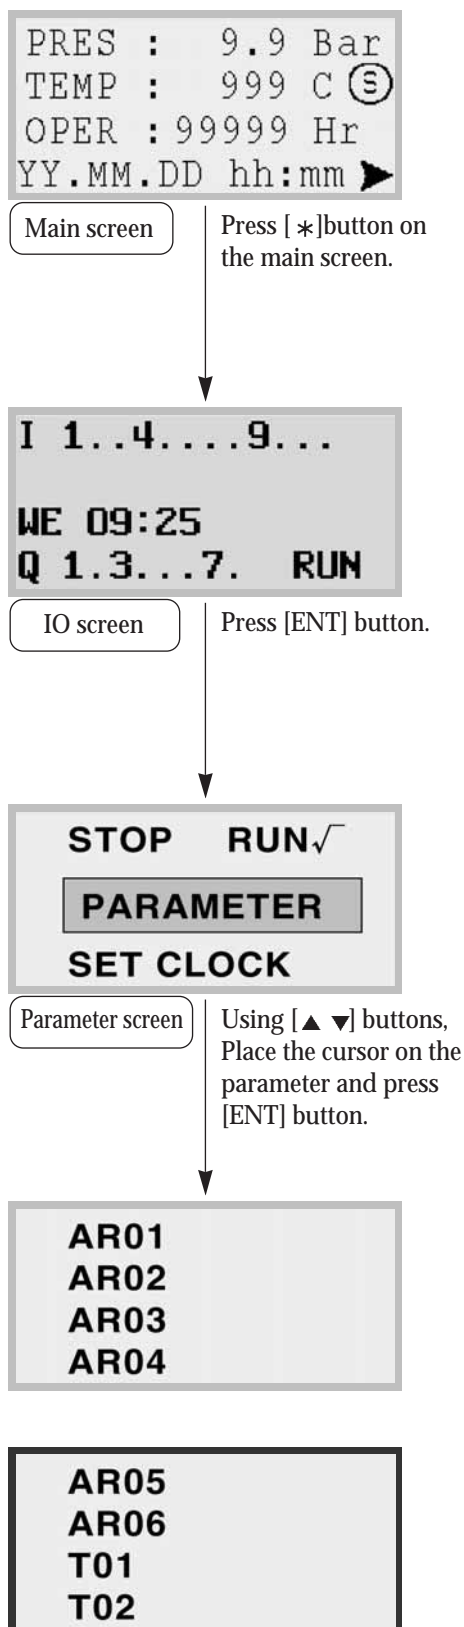 PRES : 9.9 Bar
TEMP : 999 C Ⓢ
OPER : 99999 Hr
YY.MM.DD hh:mm ➤
Main screen
Press [ * ]button on
the main screen.
I 1..4....9...
WE 09:25
Q 1.3...7. RUN
IO screen
Press [ENT] button.
STOP RUN√
PARAMETER
SET CLOCK
Parameter screen
Using [▲ ▼] buttons,
Place the cursor on the
parameter and press
[ENT] button.
AR01
AR02
AR03
AR04
AR05
AR06
T01
T02